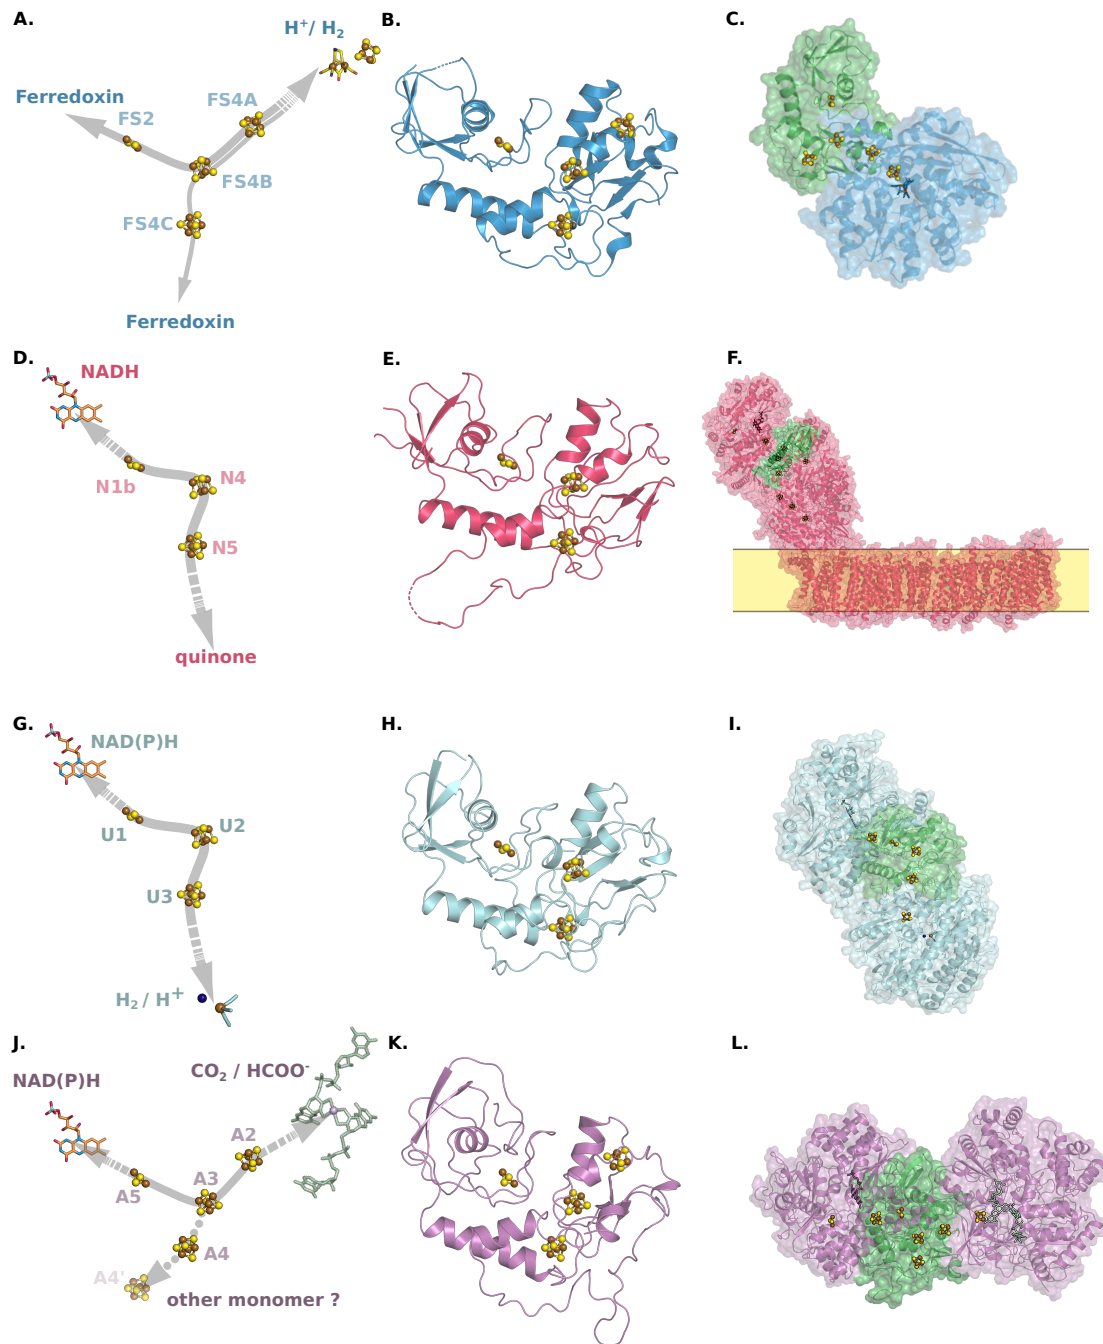 A.
B.
C.
H⁺/ H₂
Ferredoxin
FS4A
FS2
FS4B
FS4C
Ferredoxin
D.
E.
F.
NADH
N1b
N4
N5
quinone
G.
H.
I.
NAD(P)H
U1
U2
U3
H₂ / H⁺
J.
K.
L.
CO₂ / HCOO⁻
NAD(P)H
A2
A3
A5
A4
A4'
other monomer ?